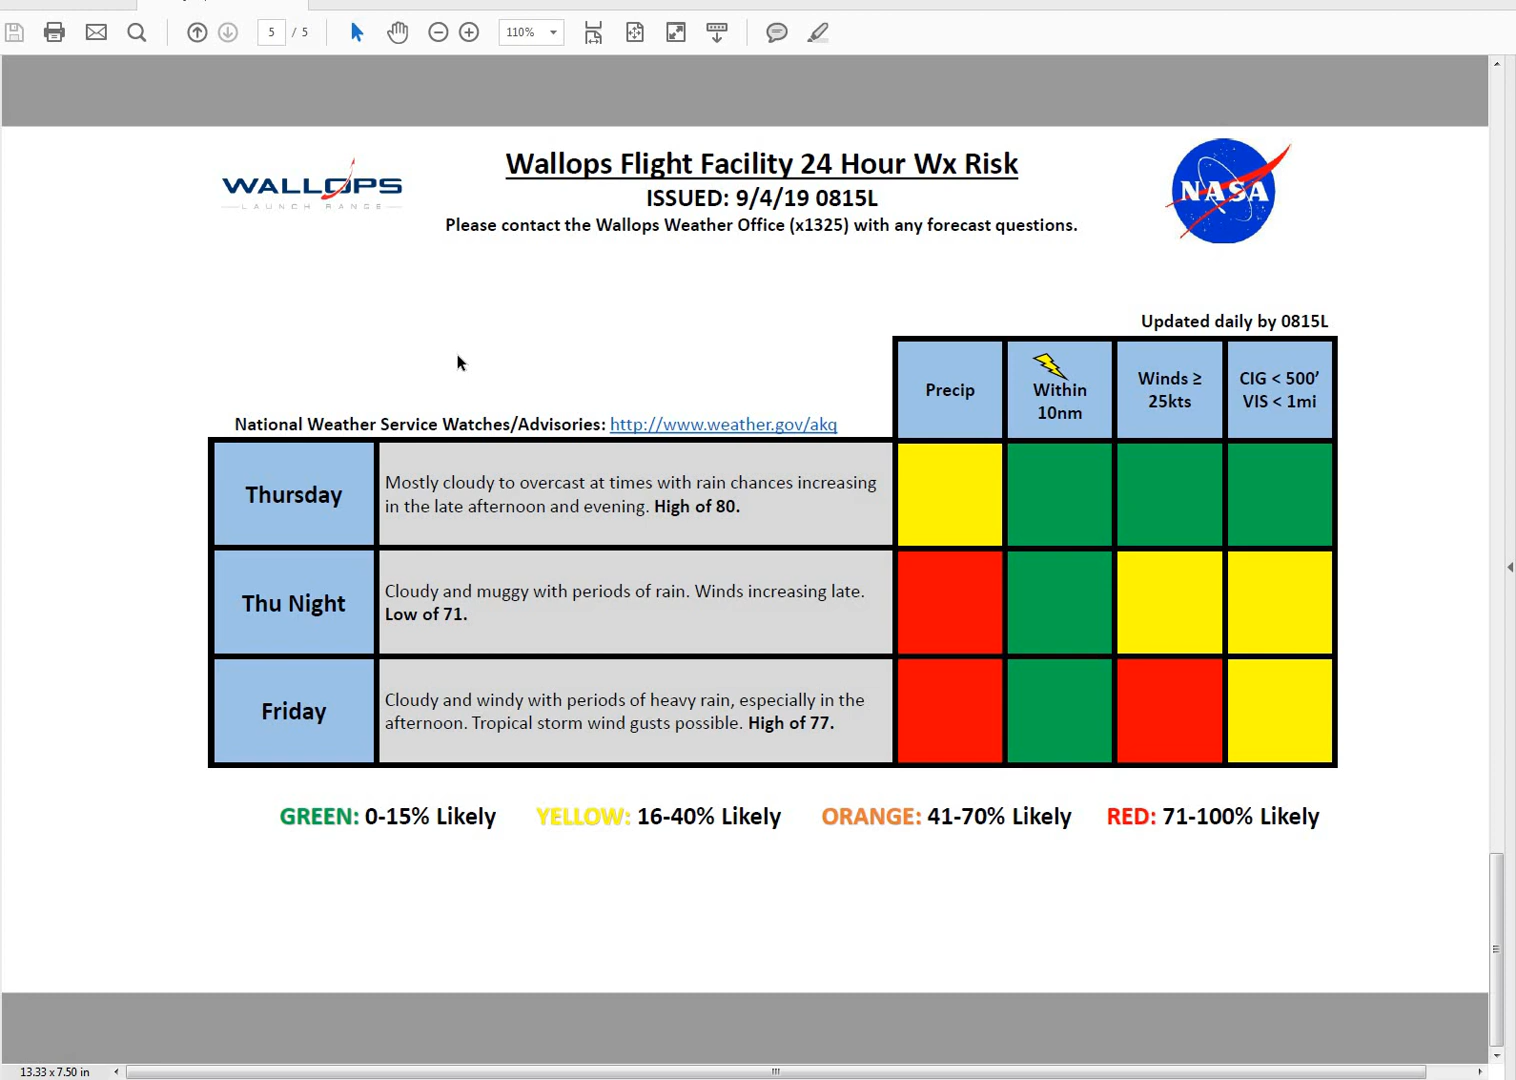 5 / 5 110%
Wallops Flight Facility 24 Hour Wx Risk
WALLOPS
LAUNCH RANGE
NASA
ISSUED: 9/4/19 0815L
Please contact the Wallops Weather Office (x1325) with any forecast questions.
Updated daily by 0815L
Precip
Within
10nm
Winds ≥
25kts
CIG < 500’
VIS < 1mi
National Weather Service Watches/Advisories: http://www.weather.gov/akq
Thursday
Mostly cloudy to overcast at times with rain chances increasing
in the late afternoon and evening. High of 80.
Thu Night
Cloudy and muggy with periods of rain. Winds increasing late.
Low of 71.
Friday
Cloudy and windy with periods of heavy rain, especially in the
afternoon. Tropical storm wind gusts possible. High of 77.
GREEN: 0-15% Likely YELLOW: 16-40% Likely ORANGE: 41-70% Likely RED: 71-100% Likely
13.33 x 7.50 in